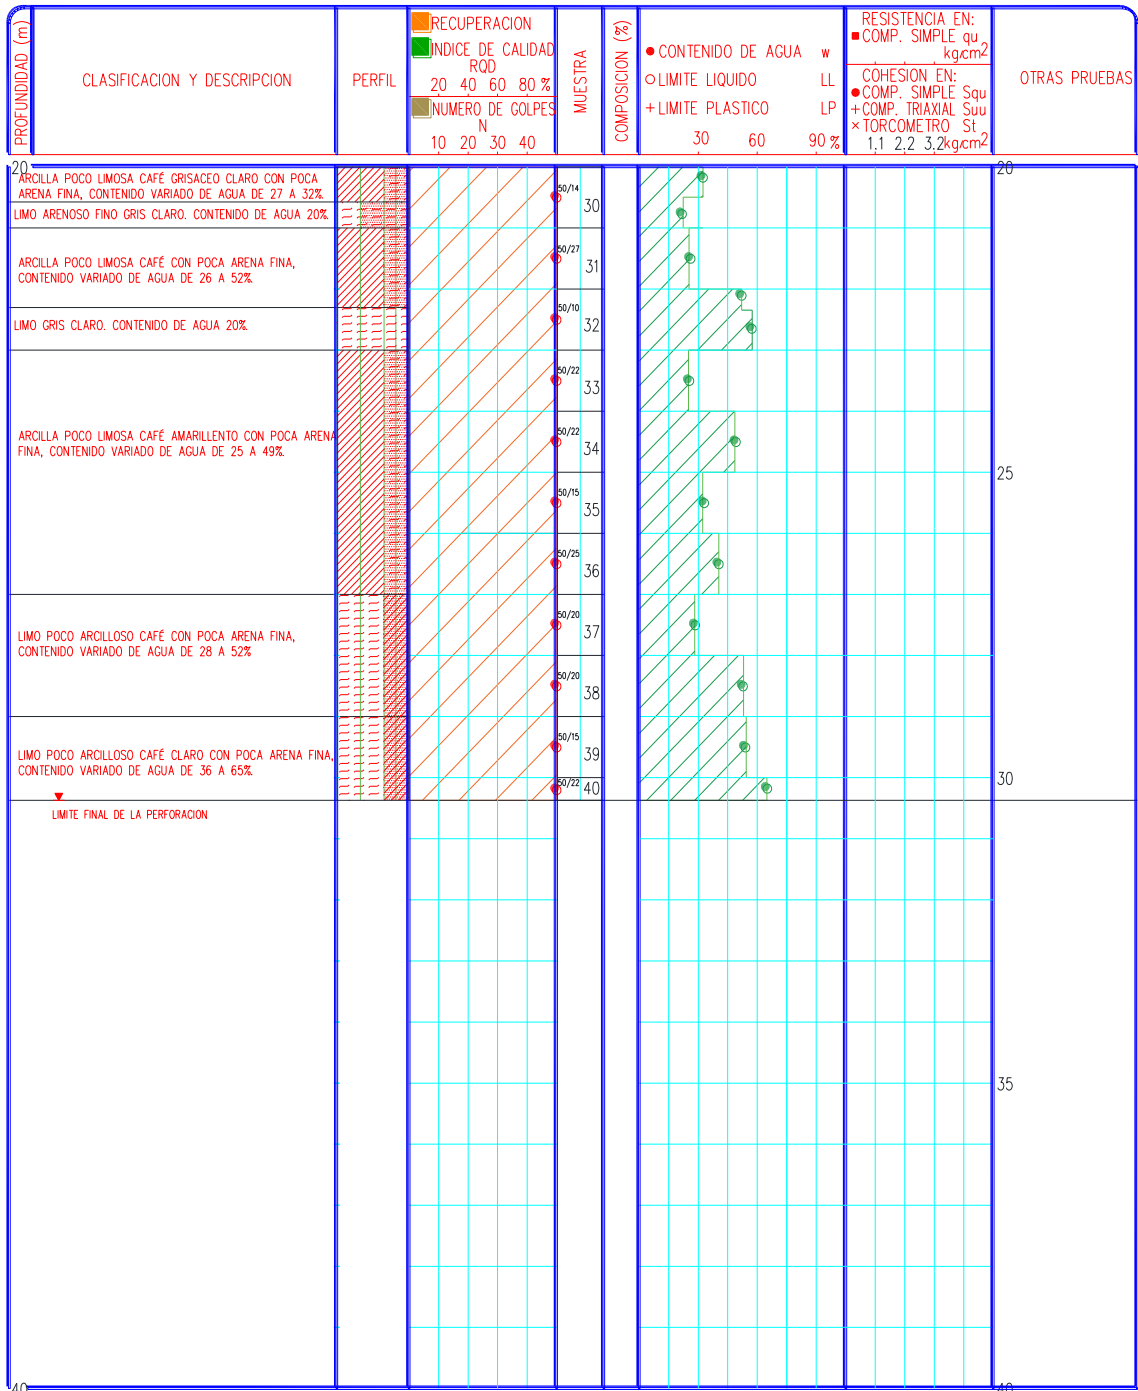 PROFUNDIDAD (m)
CLASIFICACION Y DESCRIPCION
PERFIL
RECUPERACION
INDICE DE CALIDAD
RQD
20 40 60 80 %
NUMERO DE GOLPES
N
10 20 30 40
MUESTRA
COMPOSICION (%)
CONTENIDO DE AGUA w
LIMITE LIQUIDO LL
+ LIMITE PLASTICO LP
30 60 90 %
RESISTENCIA EN:
COMP. SIMPLE qu
kg/cm2
COHESION EN:
COMP. SIMPLE Squ
+ COMP. TRIAXIAL Suu
× TORCOMETRO St
1.1 2.2 3.2 kg/cm2
OTRAS PRUEBAS
20
20
ARCILLA POCO LIMOSA CAFÉ GRISACEO CLARO CON POCA
ARENA FINA, CONTENIDO VARIADO DE AGUA DE 27 A 32%.
50/14
30
LIMO ARENOSO FINO GRIS CLARO. CONTENIDO DE AGUA 20%.
ARCILLA POCO LIMOSA CAFÉ CON POCA ARENA FINA,
CONTENIDO VARIADO DE AGUA DE 26 A 52%.
50/27
31
LIMO GRIS CLARO. CONTENIDO DE AGUA 20%.
50/10
32
50/22
33
ARCILLA POCO LIMOSA CAFÉ AMARILLENTO CON POCA ARENA
FINA, CONTENIDO VARIADO DE AGUA DE 25 A 49%.
50/22
34
25
50/15
35
50/25
36
LIMO POCO ARCILLOSO CAFÉ CON POCA ARENA FINA,
CONTENIDO VARIADO DE AGUA DE 28 A 52%
50/20
37
50/20
38
LIMO POCO ARCILLOSO CAFÉ CLARO CON POCA ARENA FINA,
CONTENIDO VARIADO DE AGUA DE 36 A 65%.
50/15
39
50/22
40
30
LIMITE FINAL DE LA PERFORACION
35
40
40